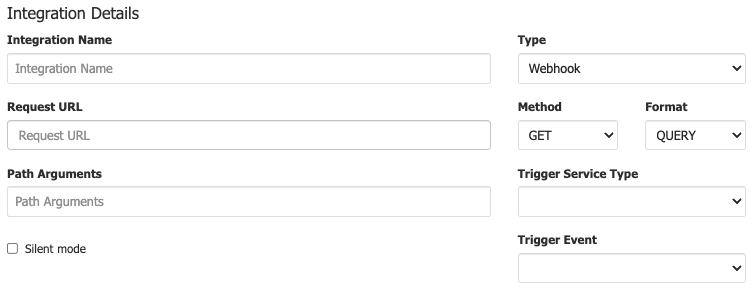 Integration Details
Integration Name
Type
Integration Name
Webhook
Request URL
Method
Format
Request URL
GET
QUERY
Path Arguments
Trigger Service Type
Path Arguments
Trigger Event
Silent mode